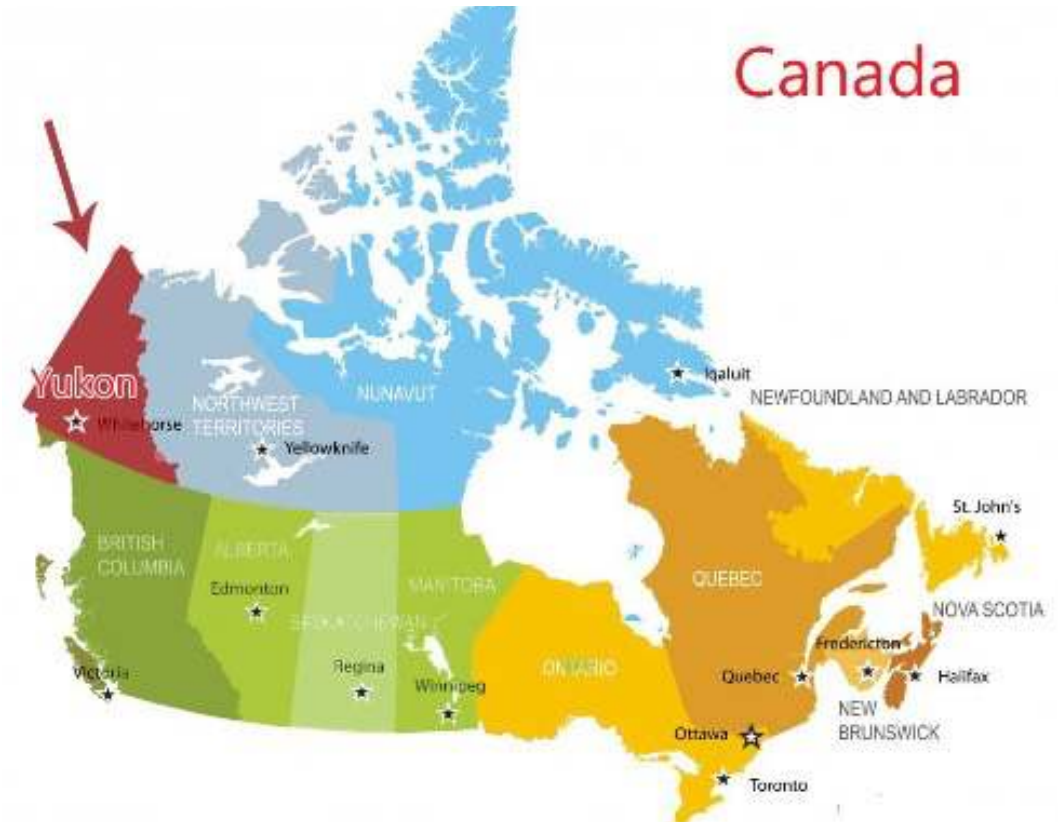 Canada
Yukon
Whitehorse
NORTHWEST
TERRITORIES
Yellowknife
NUNAVUT
Iqaluit
NEWFOUNDLAND AND LABRADOR
St. John's
BRITISH
COLUMBIA
ALBERTA
Edmonton
SASKATCHEWAN
MANITOBA
QUEBEC
NOVA SCOTIA
Victoria
Regina
Winnipeg
ONTARIO
Quebec
Fredericton
Halifax
NEW
BRUNSWICK
Ottawa
Toronto